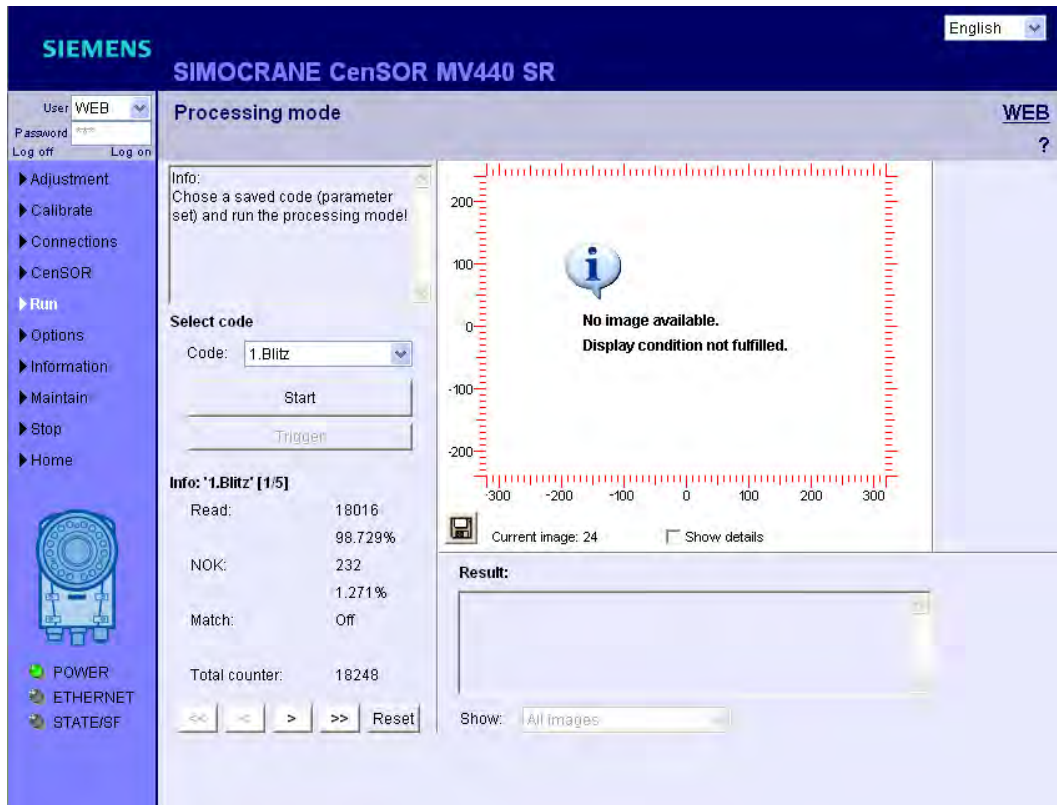 SIEMENS
English
SIMOCRANE CenSOR MV440 SR
User WEB
Password ***
Log off Log on
Processing mode
WEB
?
Adjustment
Calibrate
Connections
CenSOR
Run
Options
Information
Maintain
Stop
Home
POWER
ETHERNET
STATE/SF
Info:
Chose a saved code (parameter
set) and run the processing mode!
Select code
Code: 1.Blitz
Start
Trigger
Info: '1.Blitz' [1/5]
Read: 18016
98.729%
NOK: 232
1.271%
Match: Off
Total counter: 18248
<< < > >> Reset
200
100
0
-100
-200
-300 -200 -100 0 100 200 300
i
No image available.
Display condition not fulfilled.
Current image: 24 Show details
Result:
Show: All images